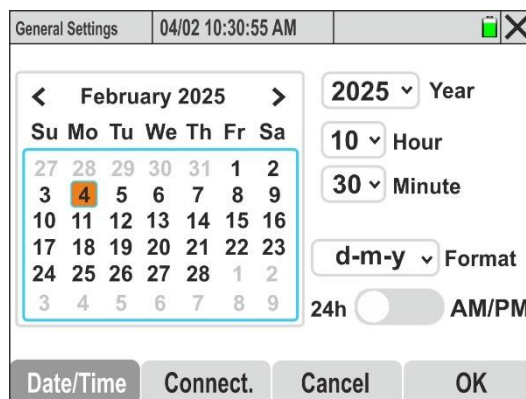 General Settings 04/02 10:30:55 AM
< February 2025 >
Su Mo Tu We Th Fr Sa
27 28 29 30 31 1 2
3 4 5 6 7 8 9
10 11 12 13 14 15 16
17 18 19 20 21 22 23
24 25 26 27 28 1 2
3 4 5 6 7 8 9
2025 Year
10 Hour
30 Minute
d-m-y Format
24h AM/PM
Date/Time Connect. Cancel OK